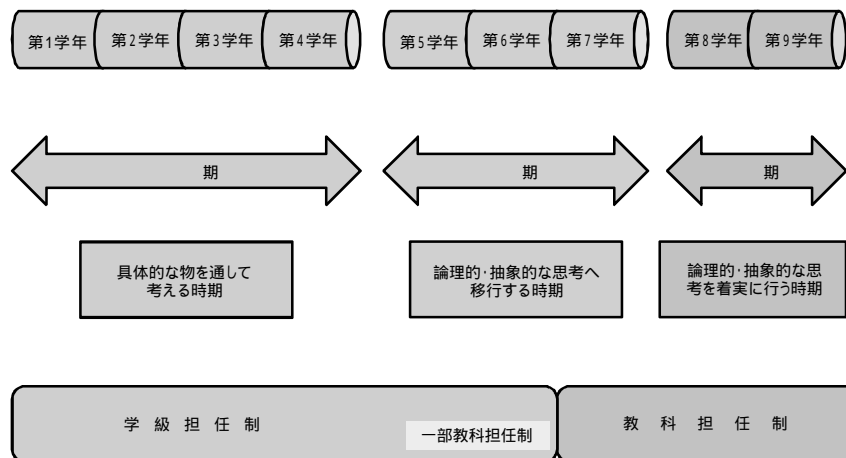 第1学年 第2学年 第3学年 第4学年 第5学年 第6学年 第7学年 第8学年 第9学年
期 期 期
具体的な物を通して
考える時期
論理的・抽象的な思考へ
移行する時期
論理的・抽象的な思
考を着実に行う時期
学級担任制
一部教科担任制
教科担任制